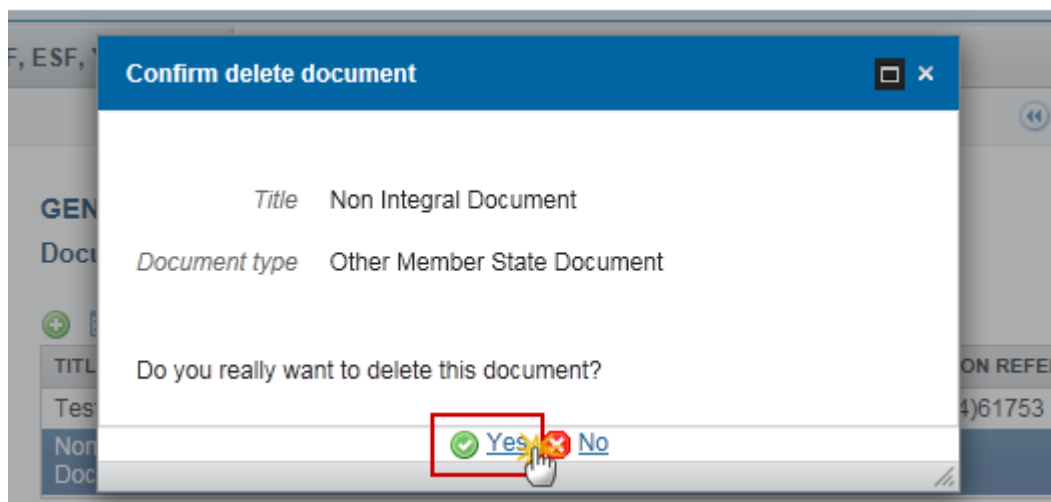 F, ESF, Y
Confirm delete document
GEN
Title Non Integral Document
Docu
Document type Other Member State Document
TITL
ON REFE
Do you really want to delete this document?
Tes
4)61753
Non
Yes No
Doc